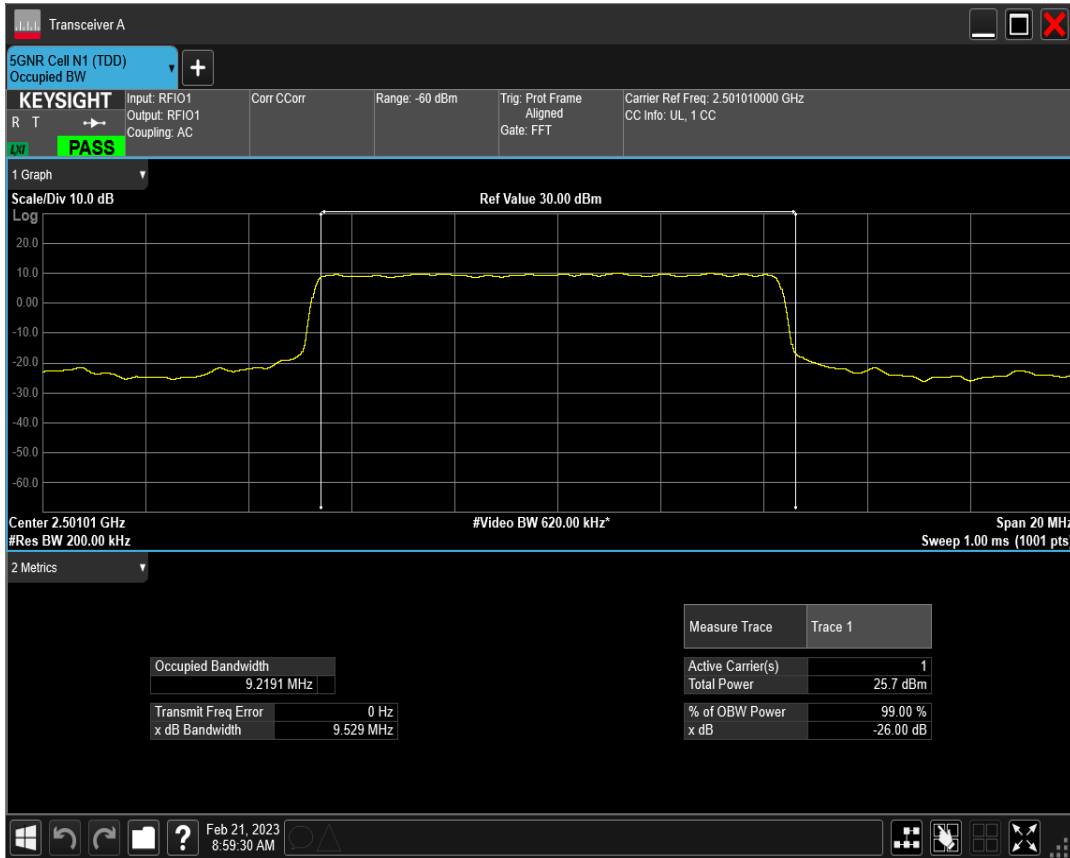 Transceiver A
5GNR Cell N1 (TDD)
Occupied BW
+
KEYSIGHT
R T
LXI
PASS
Input: RFIO1
Output: RFIO1
Coupling: AC
Corr CCorr
Range: -60 dBm
Trig: Prot Frame
Aligned
Gate: FFT
Carrier Ref Freq: 2.501010000 GHz
CC Info: UL, 1 CC
1 Graph
Scale/Div 10.0 dB
Ref Value 30.00 dBm
Log
20.0
10.0
0.00
-10.0
-20.0
-30.0
-40.0
-50.0
-60.0
Center 2.50101 GHz
#Video BW 620.00 kHz*
Span 20 MHz
#Res BW 200.00 kHz
Sweep 1.00 ms (1001 pts)
2 Metrics
Measure Trace Trace 1
Occupied Bandwidth
9.2191 MHz
Active Carrier(s) 1
Total Power 25.7 dBm
Transmit Freq Error 0 Hz
x dB Bandwidth 9.529 MHz
% of OBW Power 99.00 %
x dB -26.00 dB
?
Feb 21, 2023
8:59:30 AM